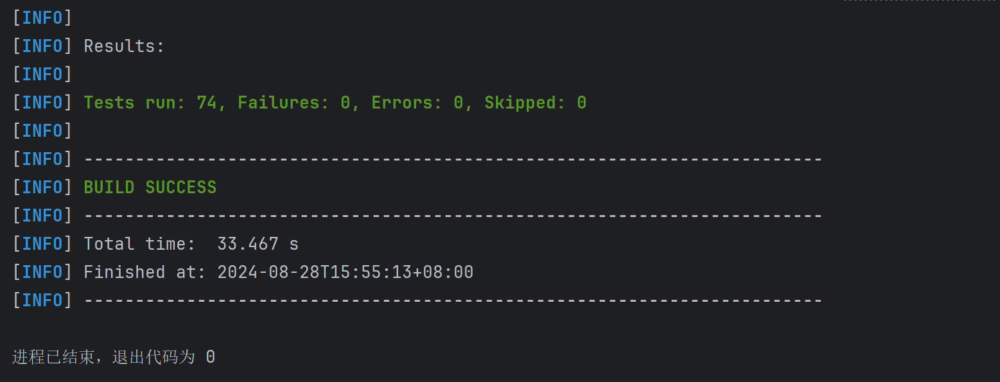 [INFO]
[INFO] Results:
[INFO]
[INFO] Tests run: 74, Failures: 0, Errors: 0, Skipped: 0
[INFO]
[INFO] ------------------------------------------------------------------------
[INFO] BUILD SUCCESS
[INFO] ------------------------------------------------------------------------
[INFO] Total time:  33.467 s
[INFO] Finished at: 2024-08-28T15:55:13+08:00
[INFO] ------------------------------------------------------------------------
进程已结束，退出代码为 0